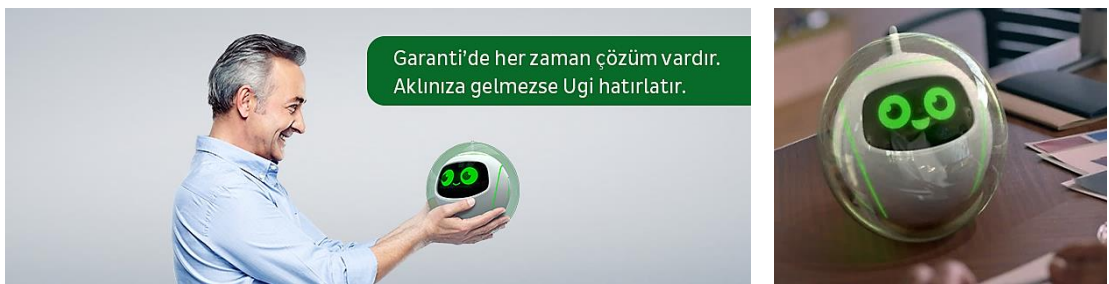 Garanti'de her zaman çözüm vardır.
Aklınıza gelmezse Ugi hatırlatır.